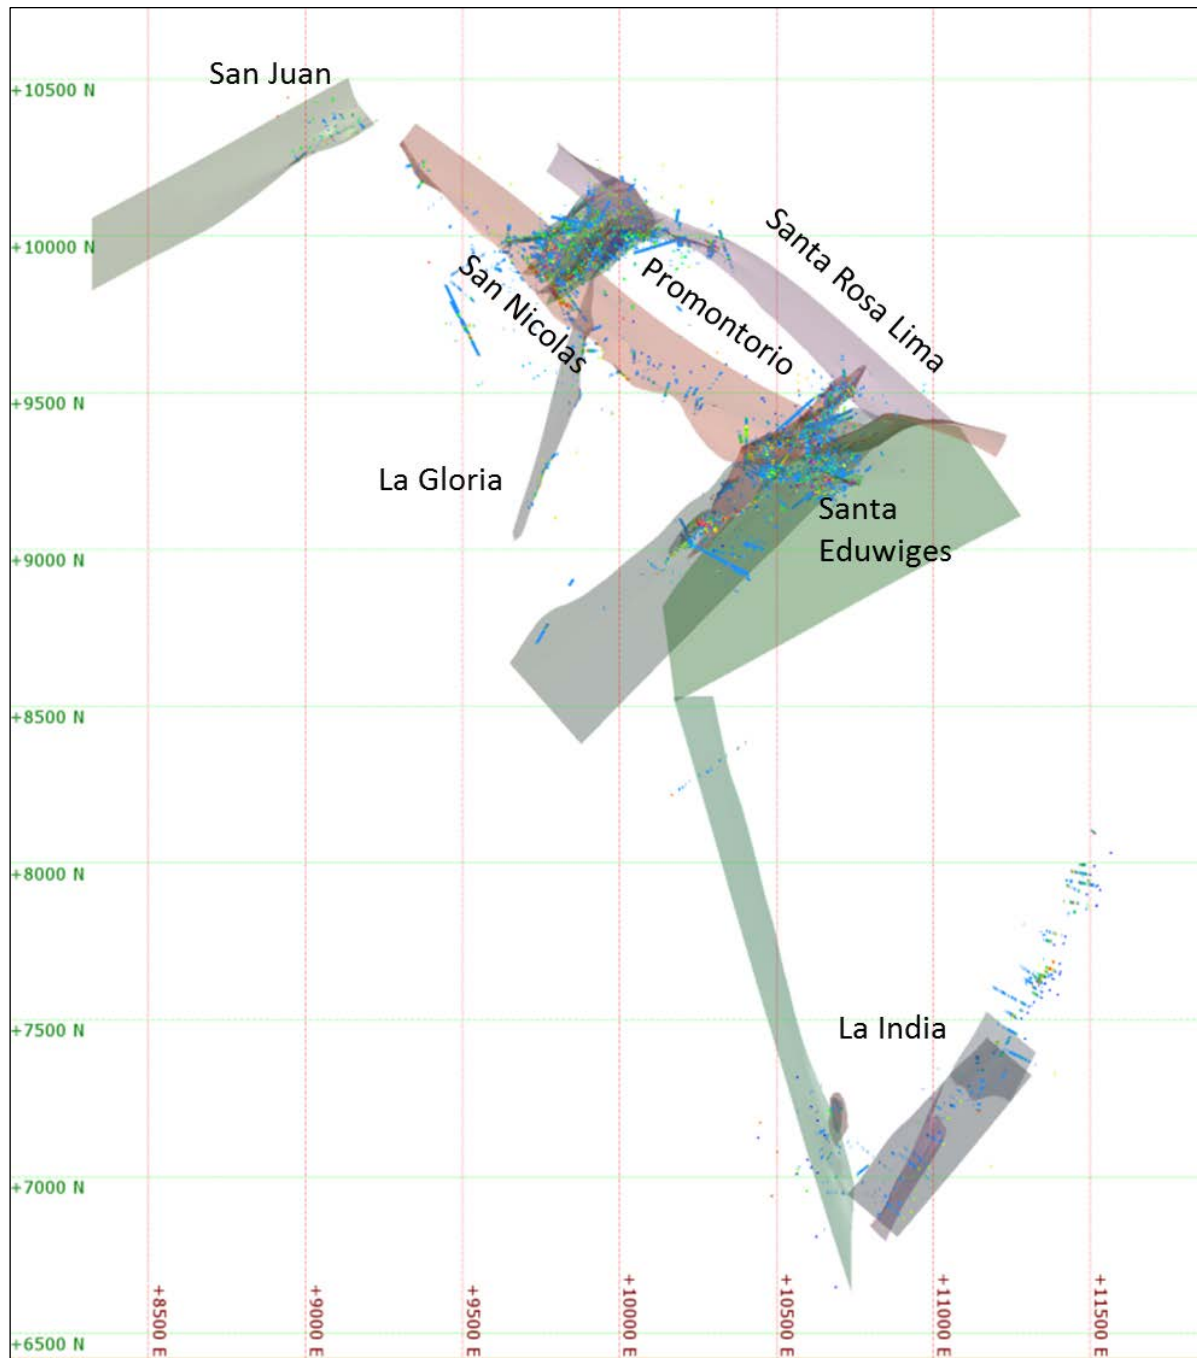 San Juan
+10500 N
+10000 N
Santa Rosa Lima
Promontorio
San Nicolas
+9500 N
La Gloria
Santa
Eduwiges
+9000 N
+8500 N
+8000 N
La India
+7500 N
+7000 N
+6500 N
+8500 E
+9000 E
+9500 E
+10000 E
+10500 E
+11000 E
+11500 E